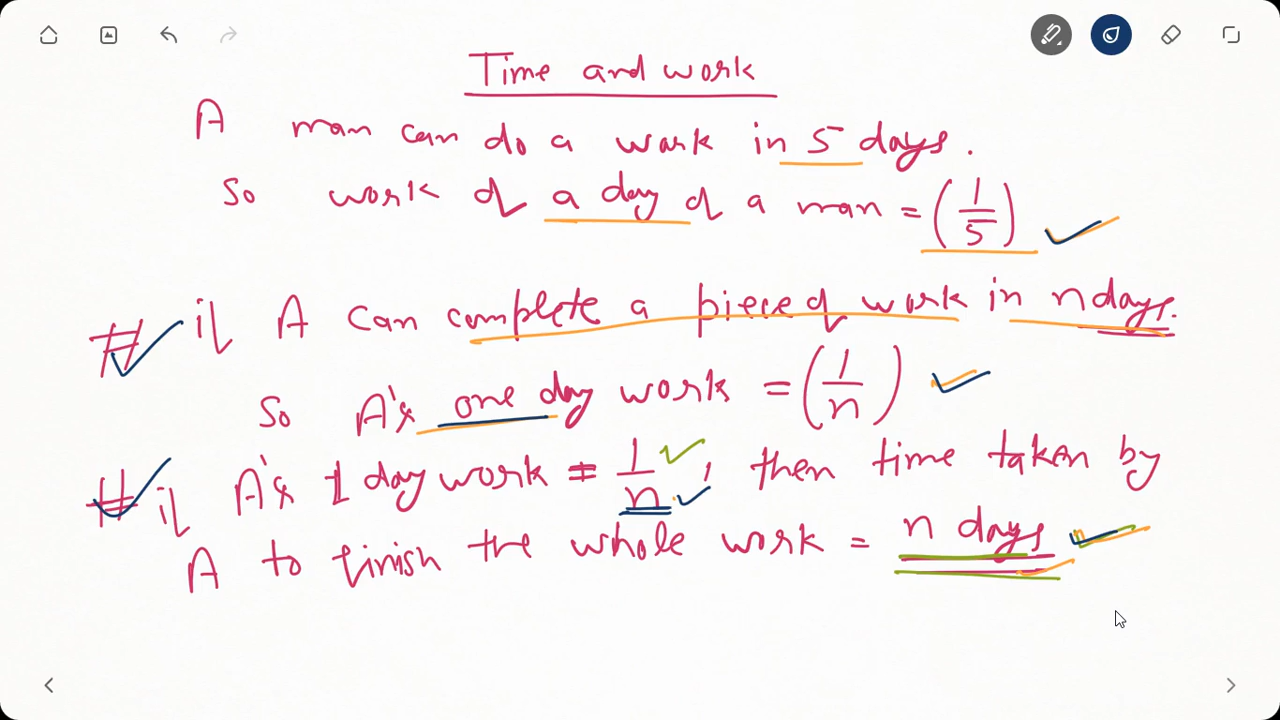 Time and work
A man can do a work in 5 days.
So work of a day of a man = (1/5)
# if A can complete a piece of work in n days.
So A's one day work = (1/n)
# if A's 1 day work = 1/n, then time taken by
A to finish the whole work = n days